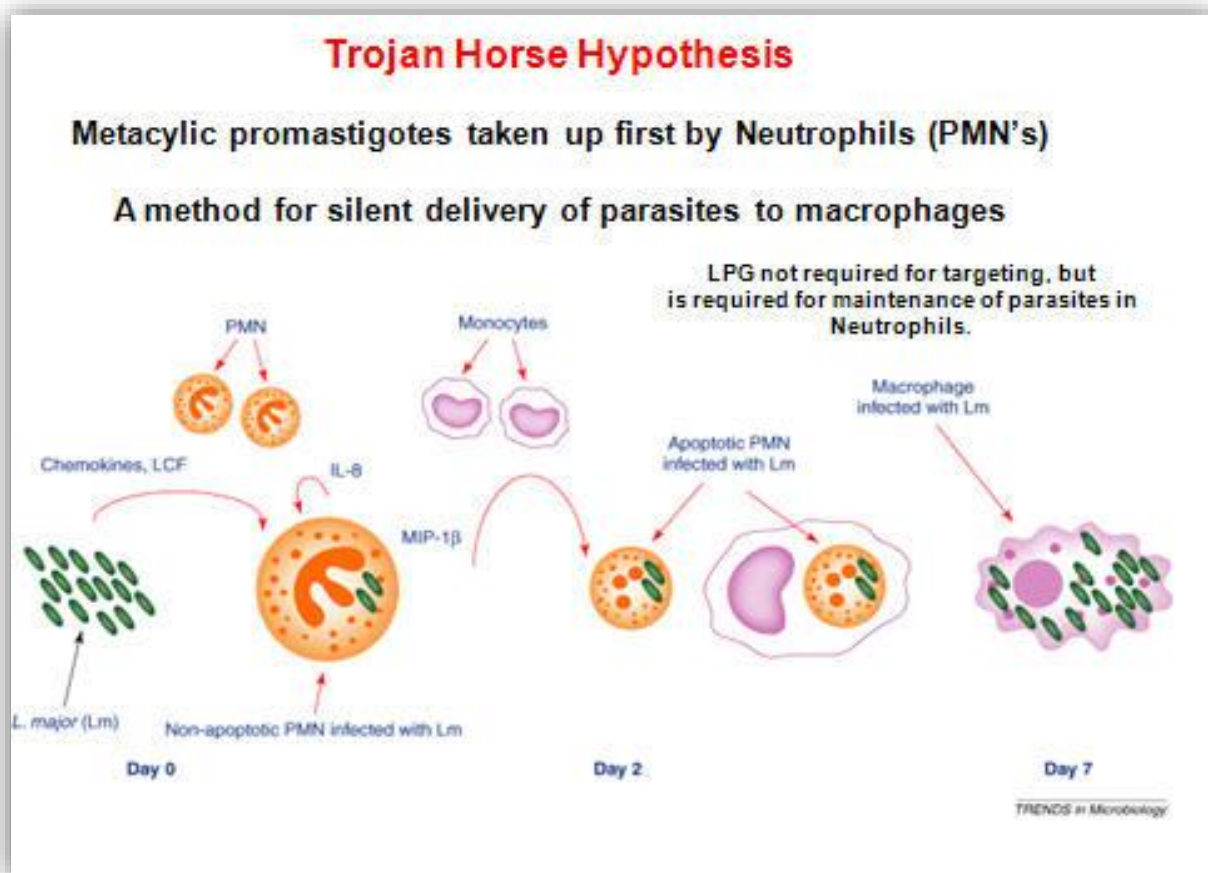 Trojan Horse Hypothesis
Metacylic promastigotes taken up first by Neutrophils (PMN's)
A method for silent delivery of parasites to macrophages
LPG not required for targeting, but
is required for maintenance of parasites in
Neutrophils.
PMN
Monocytes
Macrophage
infected with Lm
Apoptotic PMN
infected with Lm
Chemokines, LCF
IL-8
MIP-1β
L. major (Lm)
Non-apoptotic PMN infected with Lm
Day 0
Day 2
Day 7
TRENDS in Microbiology